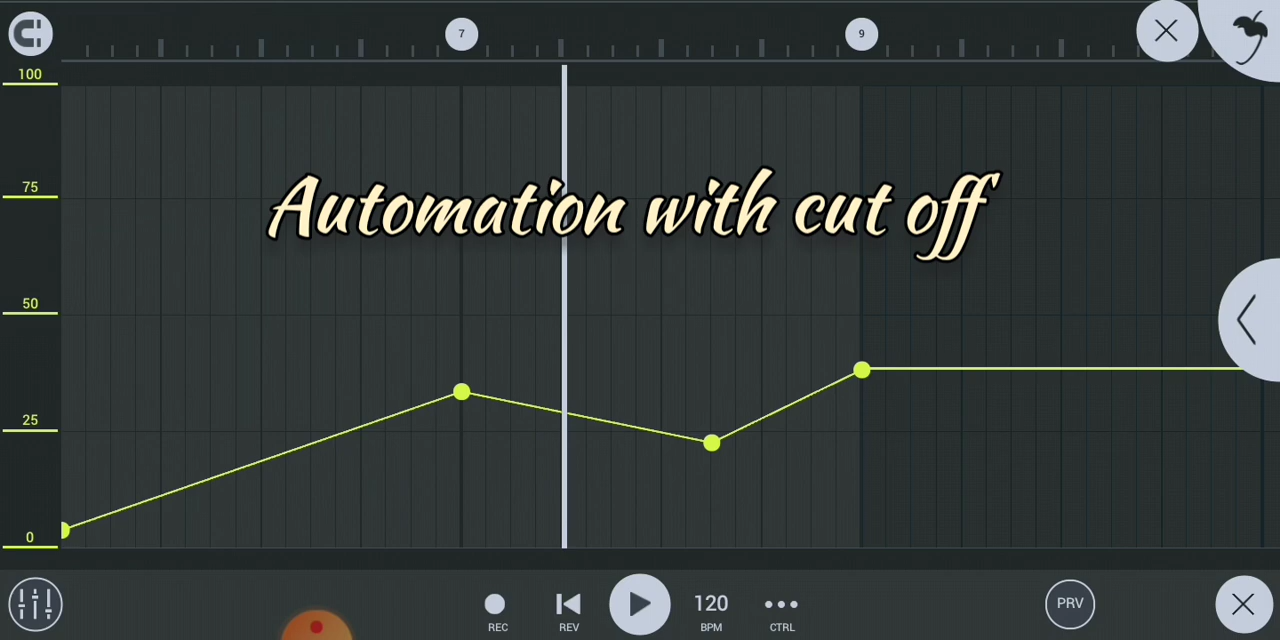 7
9
100
75
Automation with cut off
50
25
0
120
PRV
REC
REV
BPM
CTRL